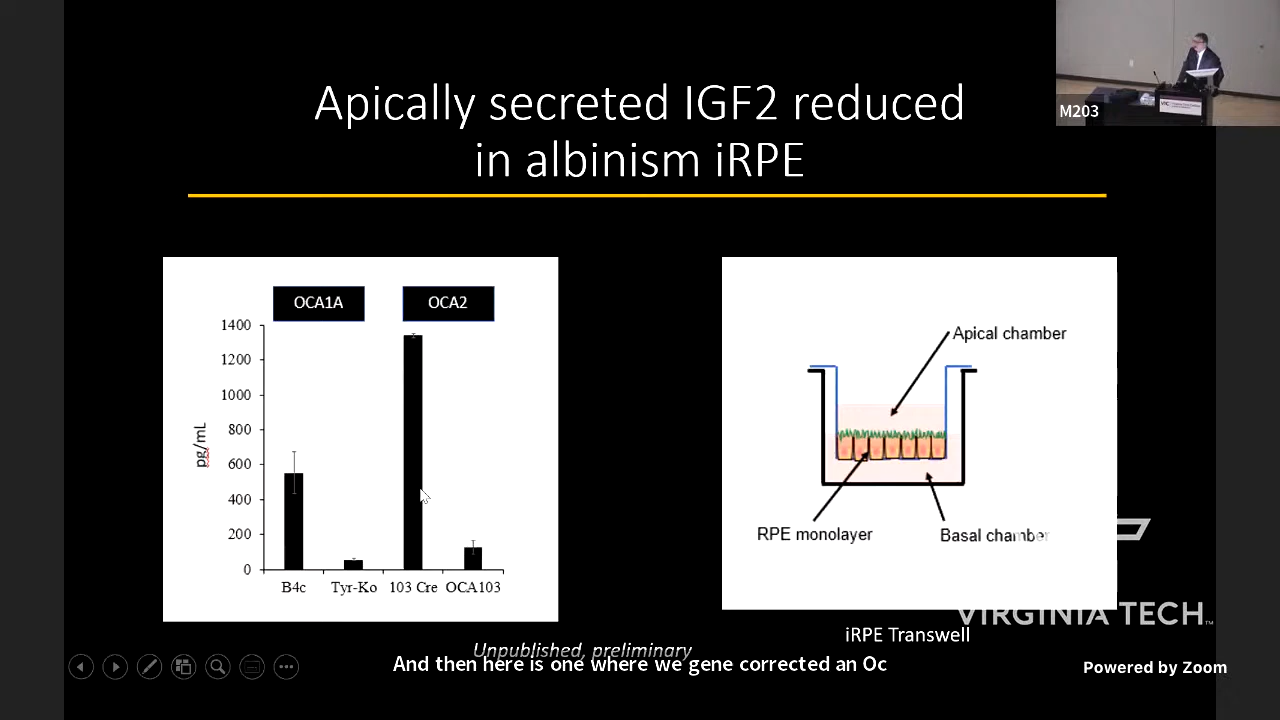 Apically secreted IGF2 reduced
in albinism iRPE
M203
OCA1A
OCA2
1400
1200
1000
800
600
400
200
0
pg/mL
B4c
Tyr-Ko
103 Cre
OCA103
Apical chamber
RPE monolayer
Basal chamber
VIRGINIA TECH™
iRPE Transwell
Unpublished, preliminary
And then here is one where we gene corrected an Oc
Powered by Zoom